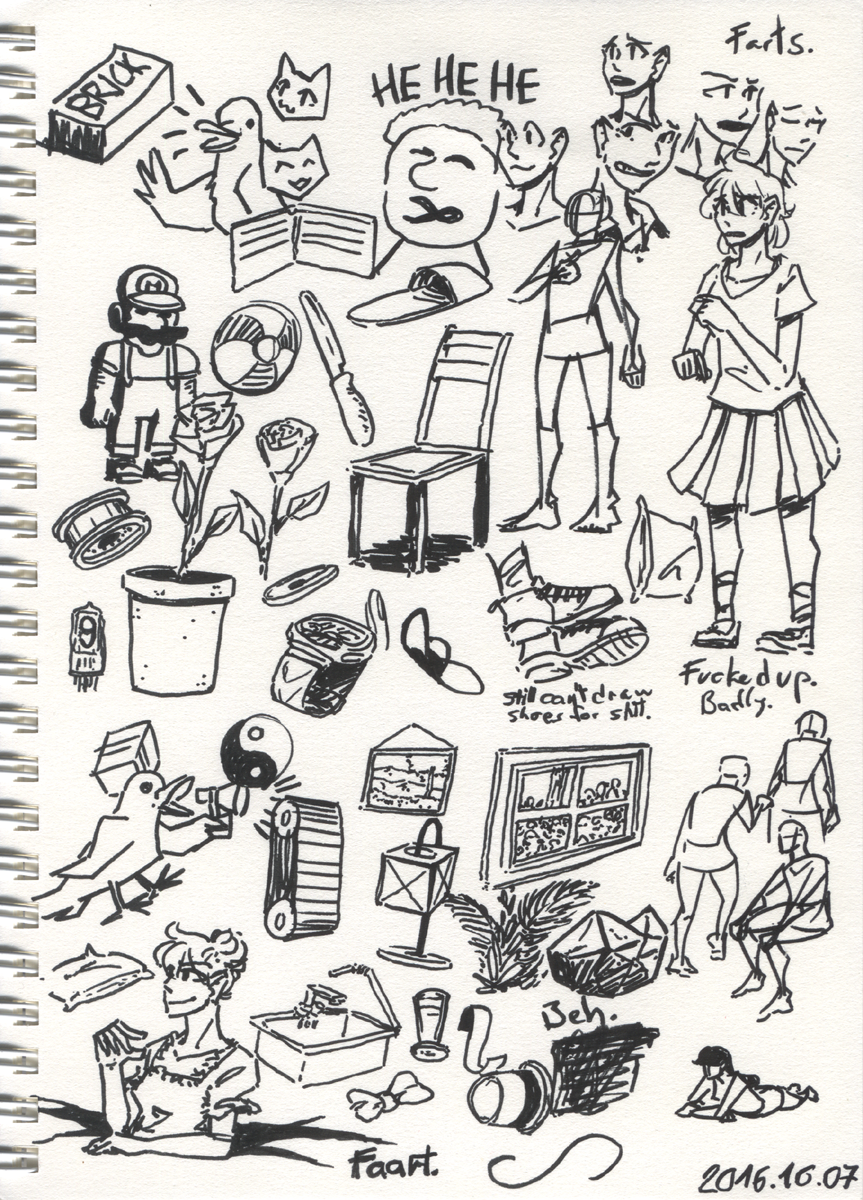 Farts.
BRICK
HE HE HE
M
still can't draw
shoes for shit.
Fucked up.
Badly.
Beh.
Faart.
2016.10.07